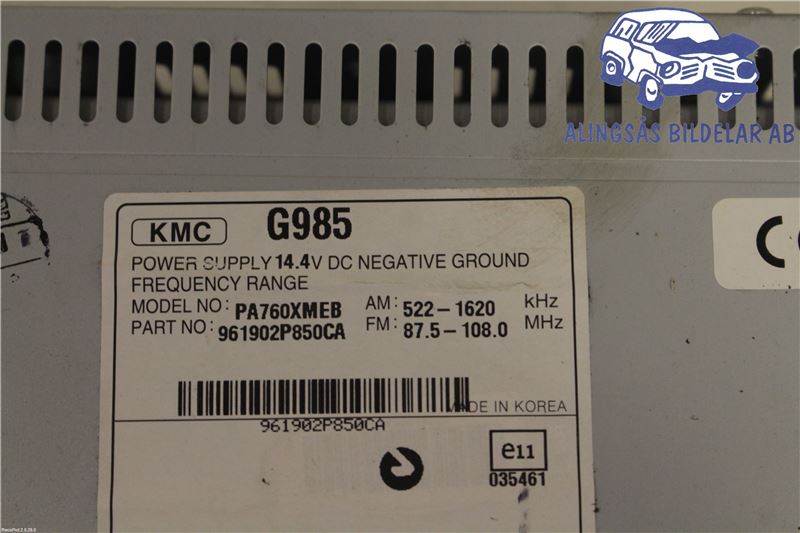 ALINGSÅS BILDELAR AB
KMC G985
POWER SUPPLY 14.4V DC NEGATIVE GROUND
FREQUENCY RANGE
MODEL NO: PA760XMEB AM: 522-1620 kHz
PART NO: 961902P850CA FM: 87.5-108.0 MHz
MADE IN KOREA
961902P850CA
e11
035461